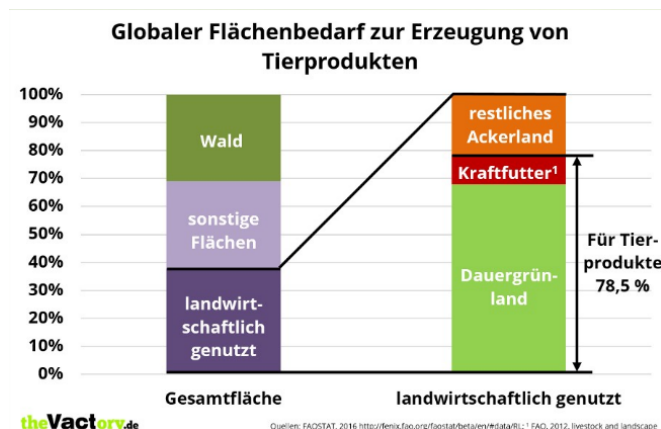 Globaler Flächenbedarf zur Erzeugung von
Tierprodukten
100%
90%
80%
70%
60%
50%
40%
30%
20%
10%
0%
Wald
sonstige
Flächen
landwirt-
schaftlich
genutzt
restliches
Ackerland
Kraftfutter¹
Dauergrün-
land
Für Tier-
produkte
78,5 %
Gesamtfläche
landwirtschaftlich genutzt
theVactory.de
Quellen: FAOSTAT, 2016 http://fenix.fao.org/faostat/beta/en/#data/RL; ¹ FAO, 2012, livestock and landscape